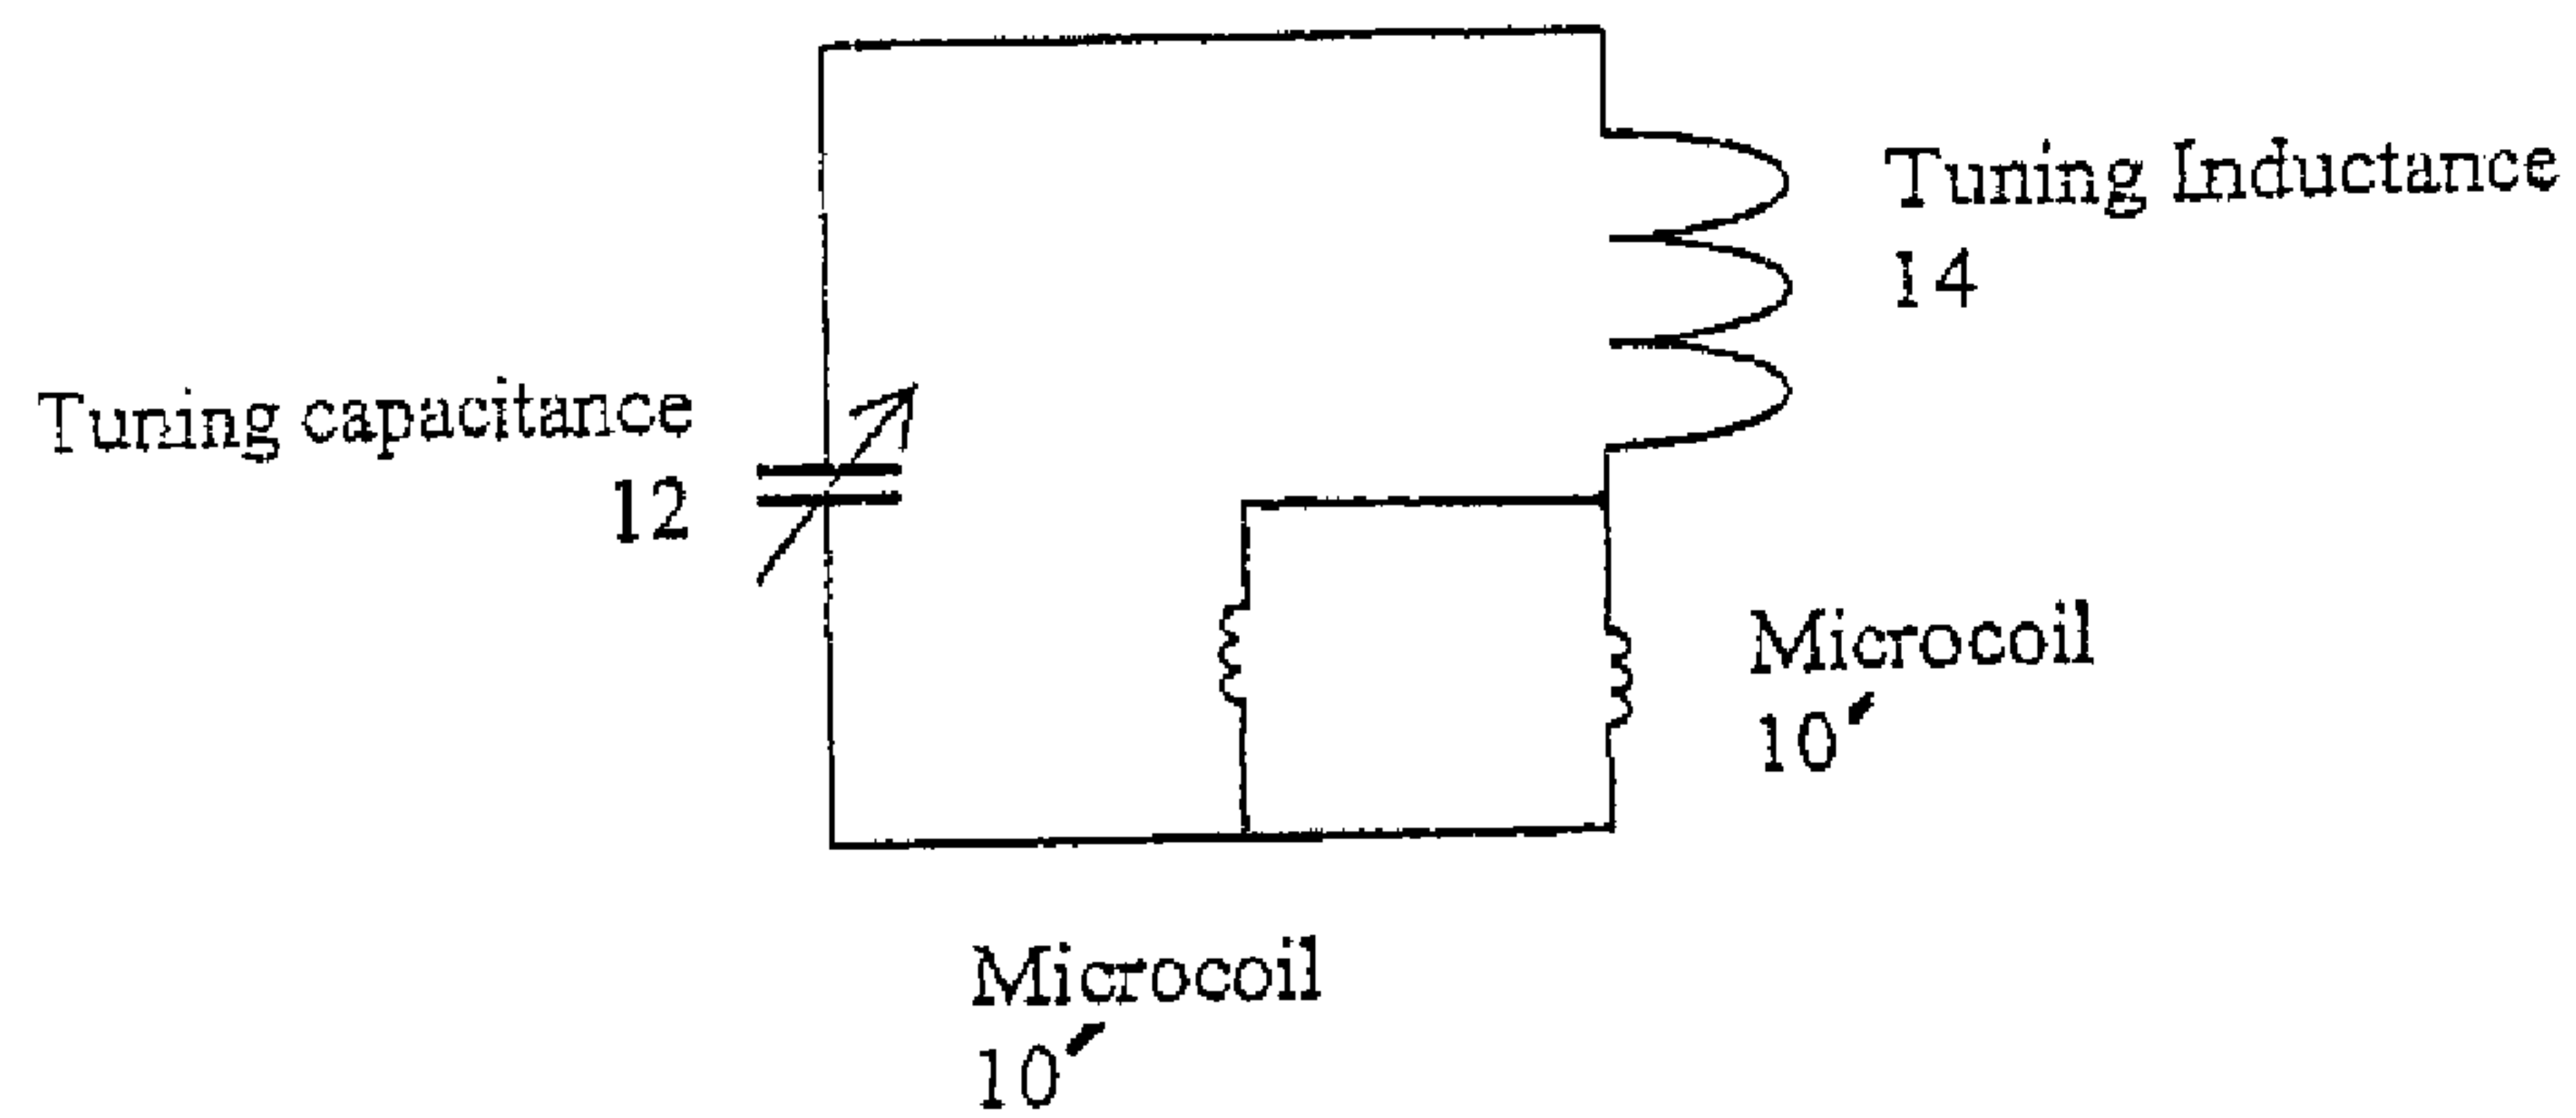 Tuning Inductance
14
Tuning capacitance
12
Microcoil
10′
Microcoil
10′